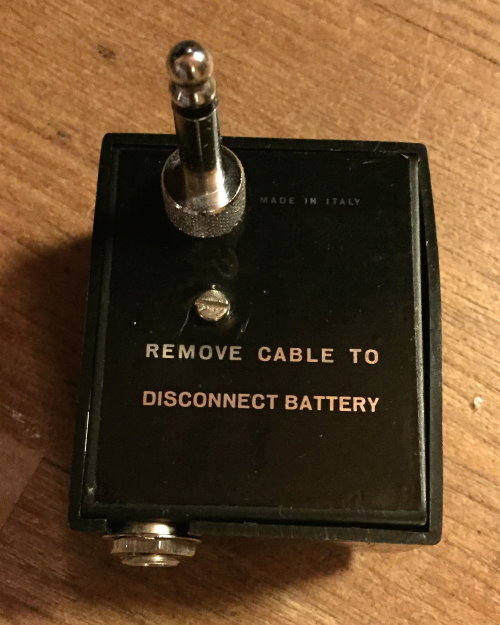 MADE IN ITALY
REMOVE CABLE TO
DISCONNECT BATTERY